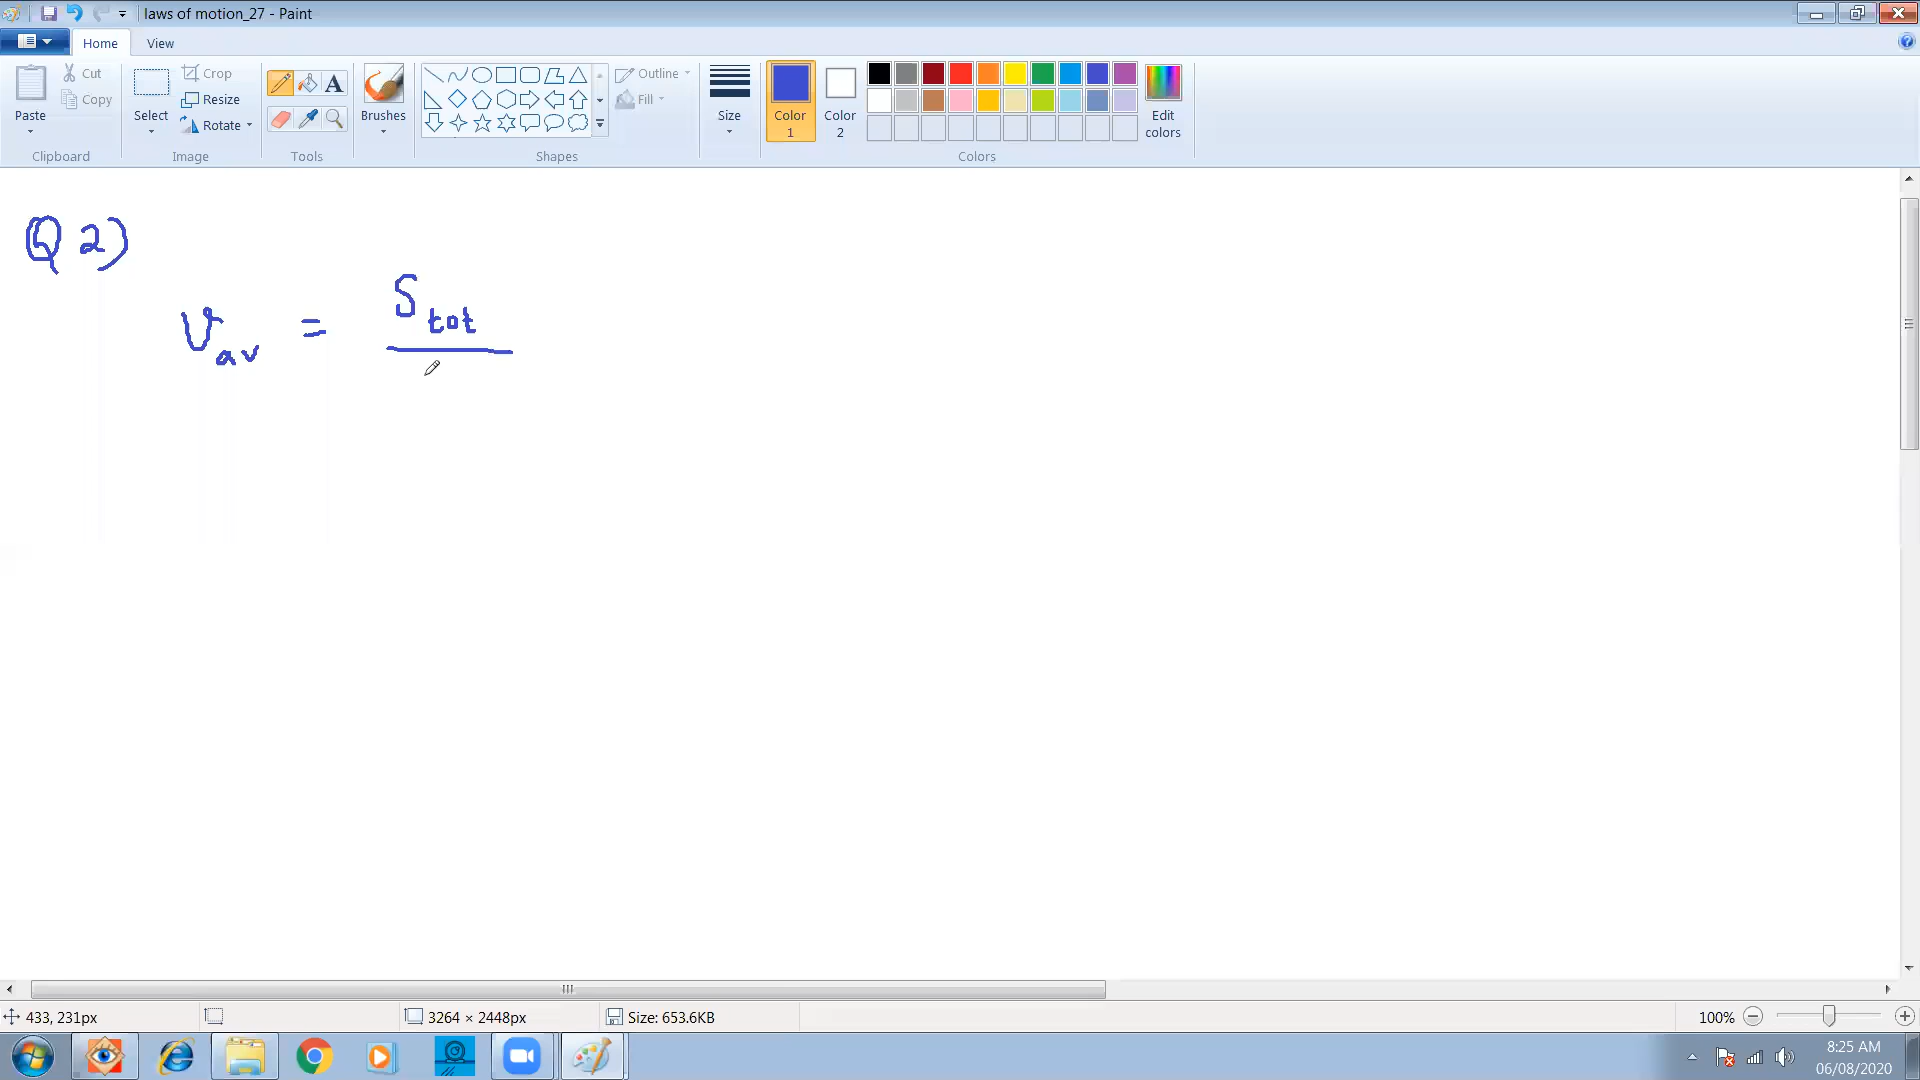 laws of motion_27 - Paint
Home View
Paste Cut Copy Clipboard
Select Crop Resize Rotate Image
Tools
Brushes
Shapes Outline Fill
Size
Color 1 Color 2 Edit colors Colors
Q 2)
V_av = S_tot
433, 231px 3264 × 2448px Size: 653.6KB 100%
8:25 AM
06/08/2020